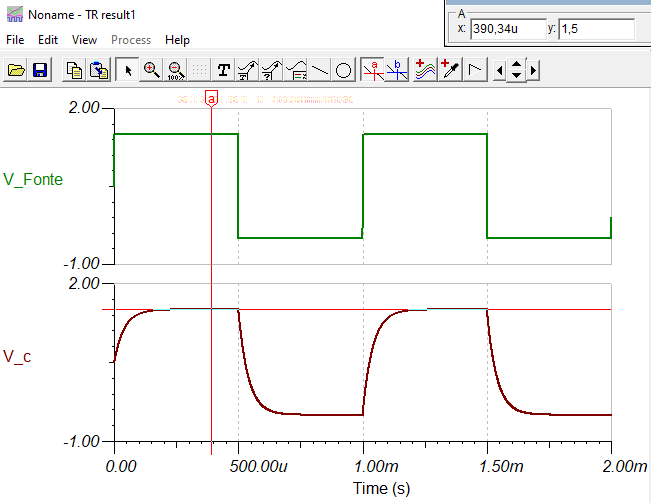 Noname - TR result1
File Edit View Process Help
A
x: 390,34u y: 1,5
T
100%
a
b
a
2.00
V_Fonte
-1.00
2.00
V_c
-1.00
0.00 500.00u 1.00m 1.50m 2.00m
Time (s)